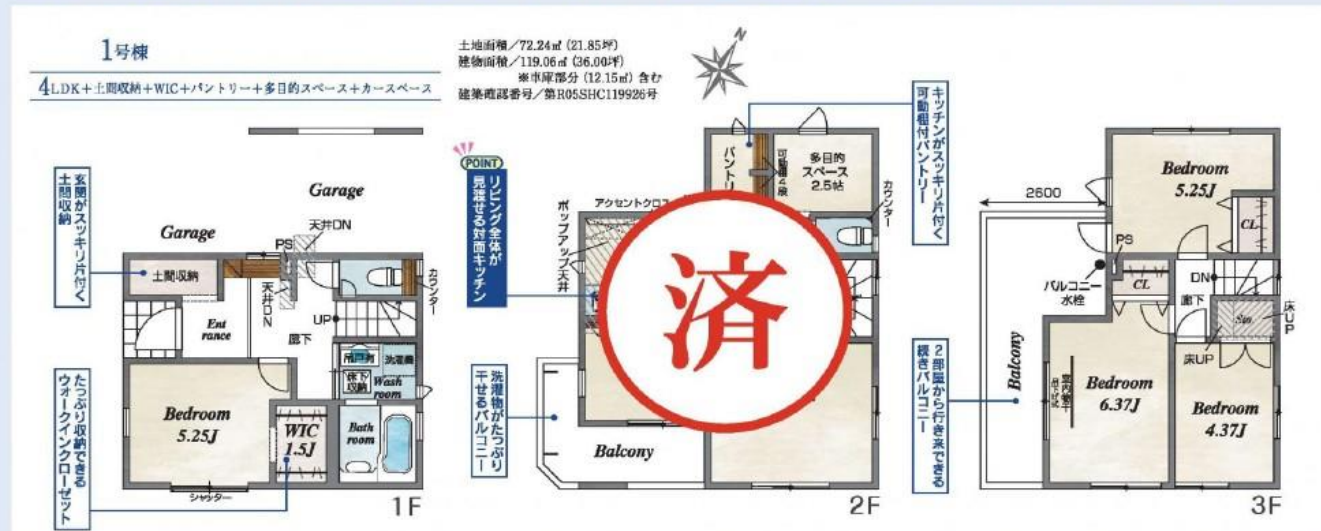 1号棟
4LDK+土間収納+WIC+パントリー+多目的スペース+カースペース
土地面積／72.24㎡ (21.85坪)
建物面積／119.06㎡ (36.00坪)
※車庫部分 (12.15㎡) 含む
建築確認番号／第R05SHC119926号
N
玄関がスッキリ片付く
土間収納
Garage
Garage
天井DN
PS
土間収納
天井DN
カウンター
Ent
rance
廊下
UP
吊戸有
洗濯機
床下
収納
Wash
room
Bedroom
5.25J
WIC
1.5J
Bath
room
シャッター
1F
たっぷり収納できる
ウォークインクローゼット
POINT
リビング全体が
見渡せる対面キッチン
ポップアップ天井
アクセントクロス
パントリー
可動棚4段
多目的
スペース
2.5帖
カウンター
キッチンがスッキリ片付く
可動棚付パントリー
済
洗濯物がたっぷり
干せるバルコニー
Balcony
2F
2部屋から行き来できる
続きバルコニー
2600
Bedroom
5.25J
CL
PS
バルコニー
水栓
CL
DN
廊下
Sto
床UP
床UP
Balcony
Bedroom
6.37J
Bedroom
4.37J
3F